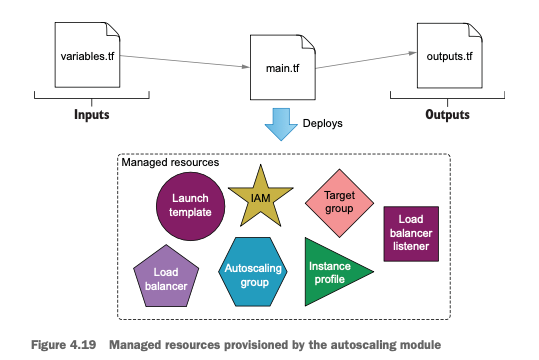 variables.tf
main.tf
outputs.tf
Inputs
Outputs
Deploys
Managed resources
Launch
template
IAM
Target
group
Load
balancer
listener
Load
balancer
Autoscaling
group
Instance
profile
Figure 4.19 Managed resources provisioned by the autoscaling module